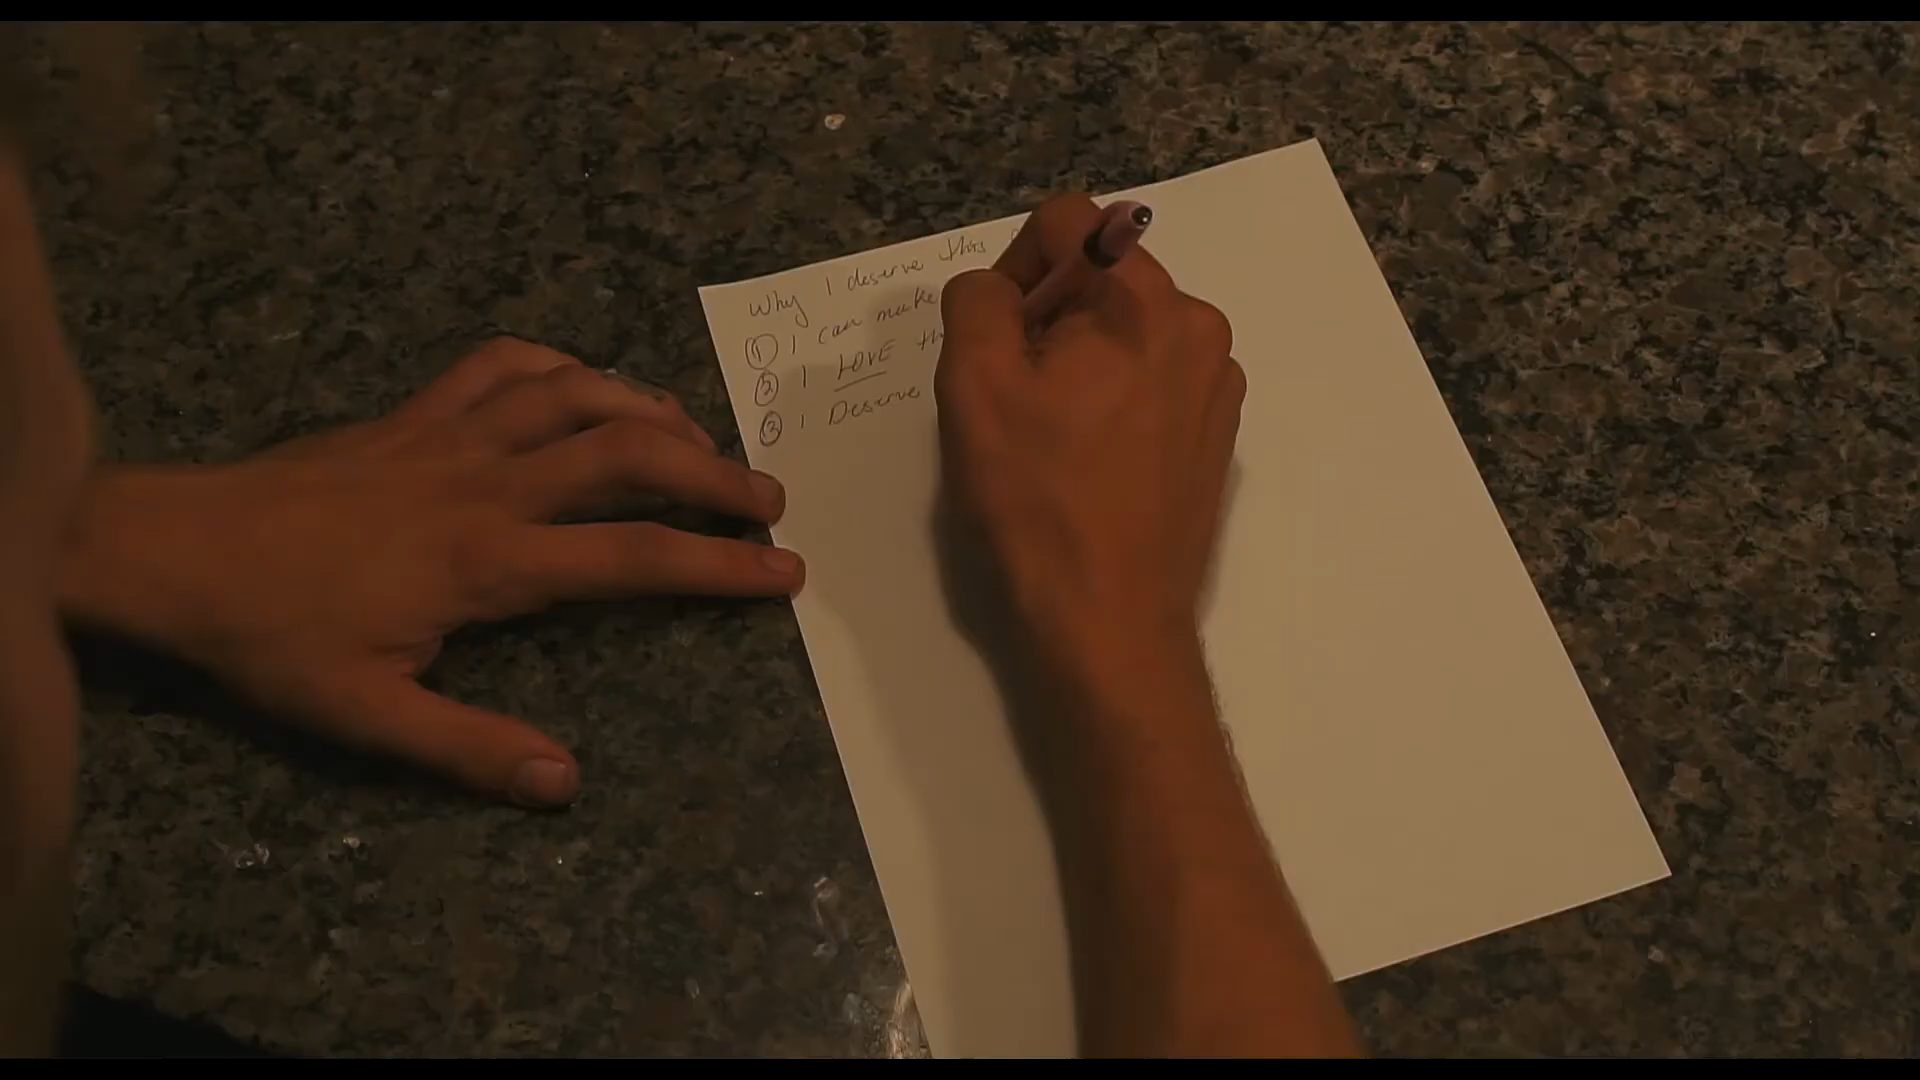 Why I deserve this
① I can make
② I LOVE
③ I Deserve